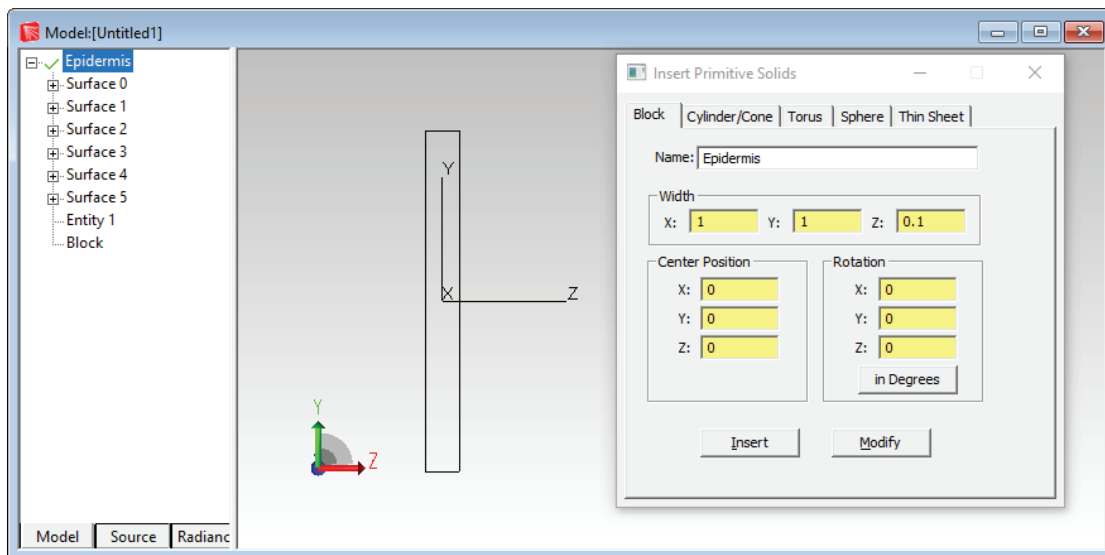 Model:[Untitled1]
Epidermis
Surface 0
Surface 1
Surface 2
Surface 3
Surface 4
Surface 5
Entity 1
Block
Model Source Radianc
Y
X Z
Y
Z
Insert Primitive Solids
Block Cylinder/Cone Torus Sphere Thin Sheet
Name: Epidermis
Width
X: 1 Y: 1 Z: 0.1
Center Position Rotation
X: 0 X: 0
Y: 0 Y: 0
Z: 0 Z: 0
in Degrees
Insert Modify